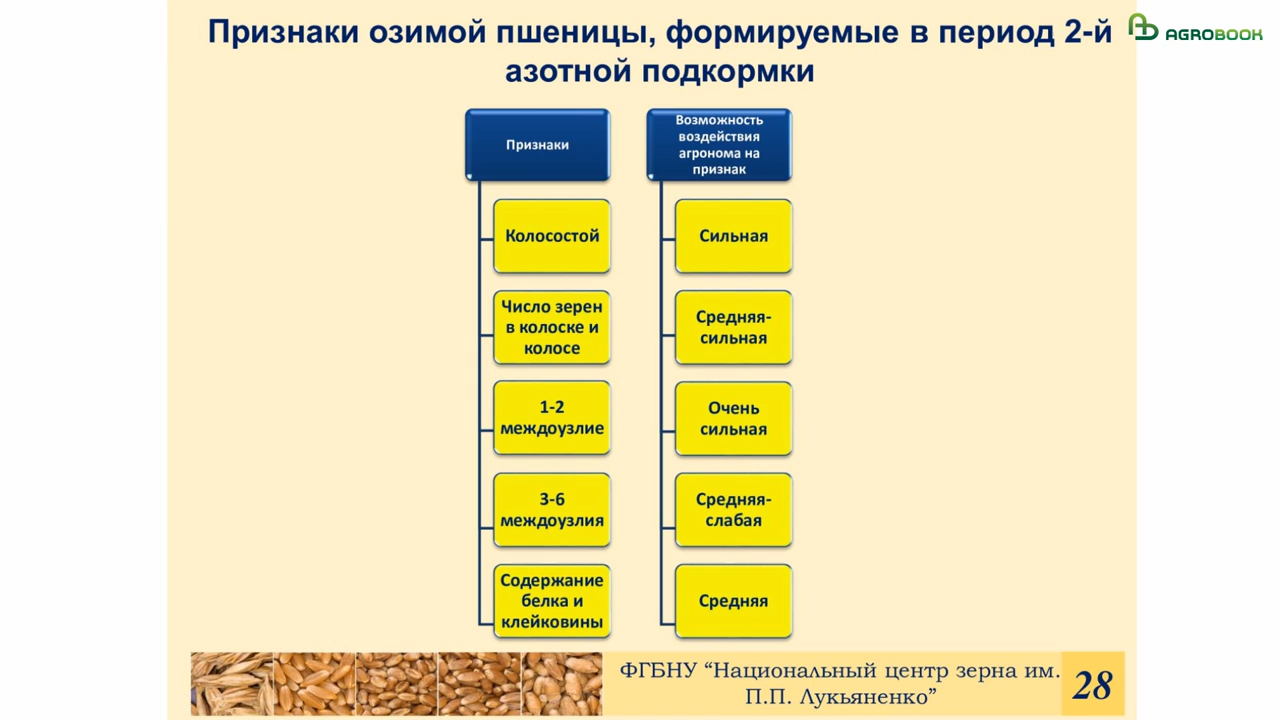 Признаки озимой пшеницы, формируемые в период 2-й
азотной подкормки
AGROBOOK
Признаки
Колосостой
Число зерен
в колоске и
колосе
1-2
междоузлие
3-6
междоузлия
Содержание
белка и
клейковины
Возможность
воздействия
агронома на
признак
Сильная
Средняя-
сильная
Очень
сильная
Средняя-
слабая
Средняя
ФГБНУ “Национальный центр зерна им.
П.П. Лукьяненко”
28